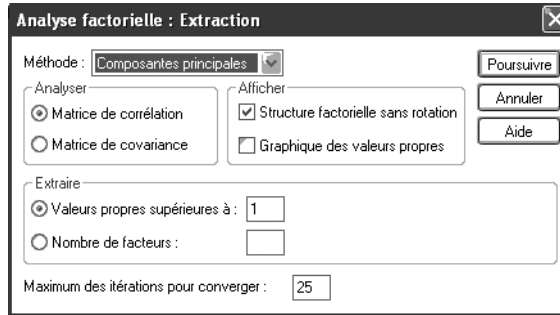 Analyse factorielle : Extraction
Méthode : Composantes principales
Poursuivre
Annuler
Aide
Analyser
Matrice de corrélation
Matrice de covariance
Afficher
Structure factorielle sans rotation
Graphique des valeurs propres
Extraire
Valeurs propres supérieures à : 1
Nombre de facteurs :
Maximum des itérations pour converger : 25